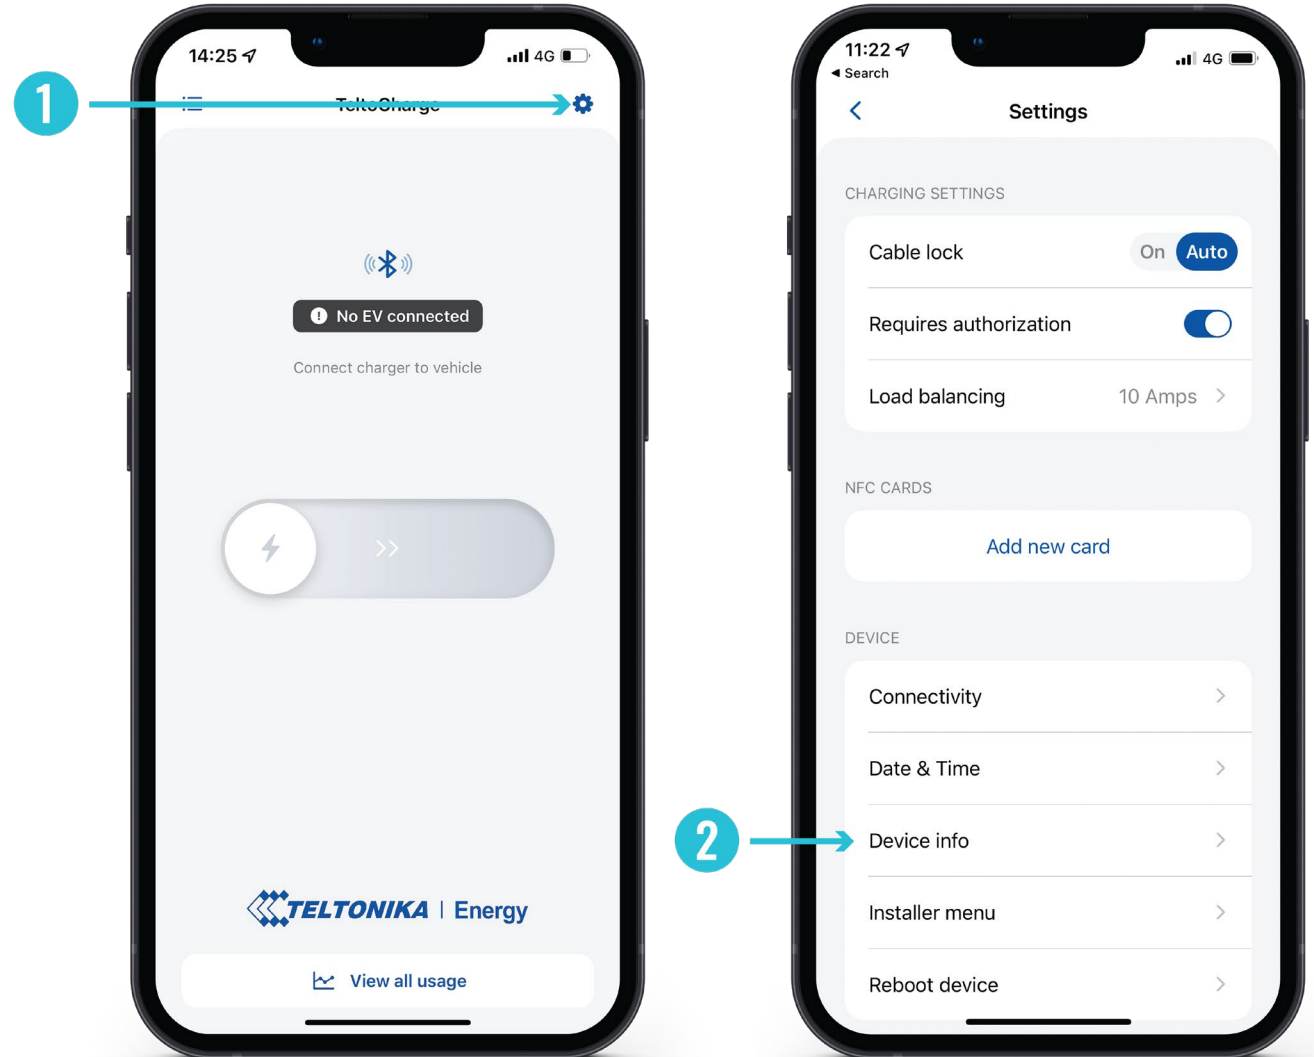 1
14:25
4G
TeltoCharge
No EV connected
Connect charger to vehicle
TELTONIKA | Energy
View all usage
11:22
4G
Search
Settings
CHARGING SETTINGS
Cable lock On Auto
Requires authorization
Load balancing 10 Amps
NFC CARDS
Add new card
DEVICE
Connectivity
Date & Time
2
Device info
Installer menu
Reboot device